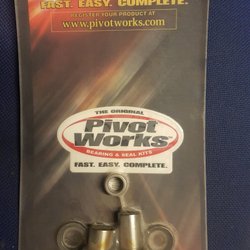 FAST. EASY. COMPLETE.
REGISTER YOUR PRODUCT AT
www.pivotworks.com
THE ORIGINAL
Pivot
Works
BEARING & SEAL KITS
FAST. EASY. COMPLETE.